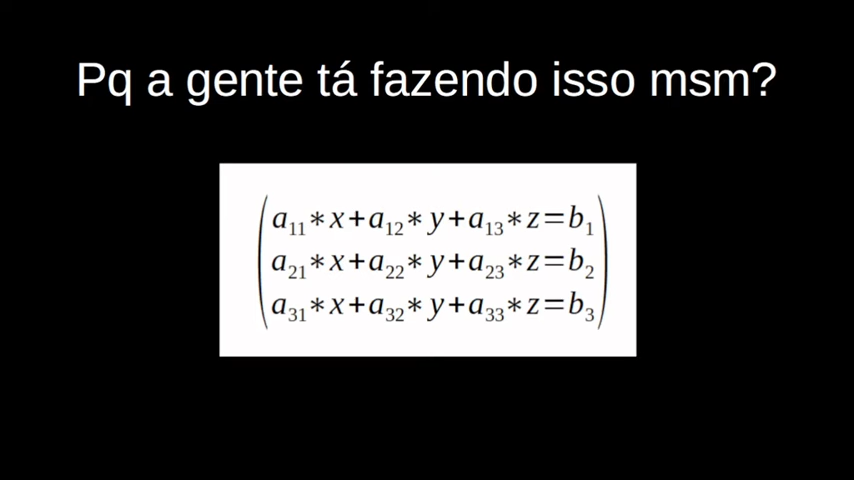 Pq a gente tá fazendo isso msm?
a₁₁∗x+a₁₂∗y+a₁₃∗z=b₁
a₂₁∗x+a₂₂∗y+a₂₃∗z=b₂
a₃₁∗x+a₃₂∗y+a₃₃∗z=b₃